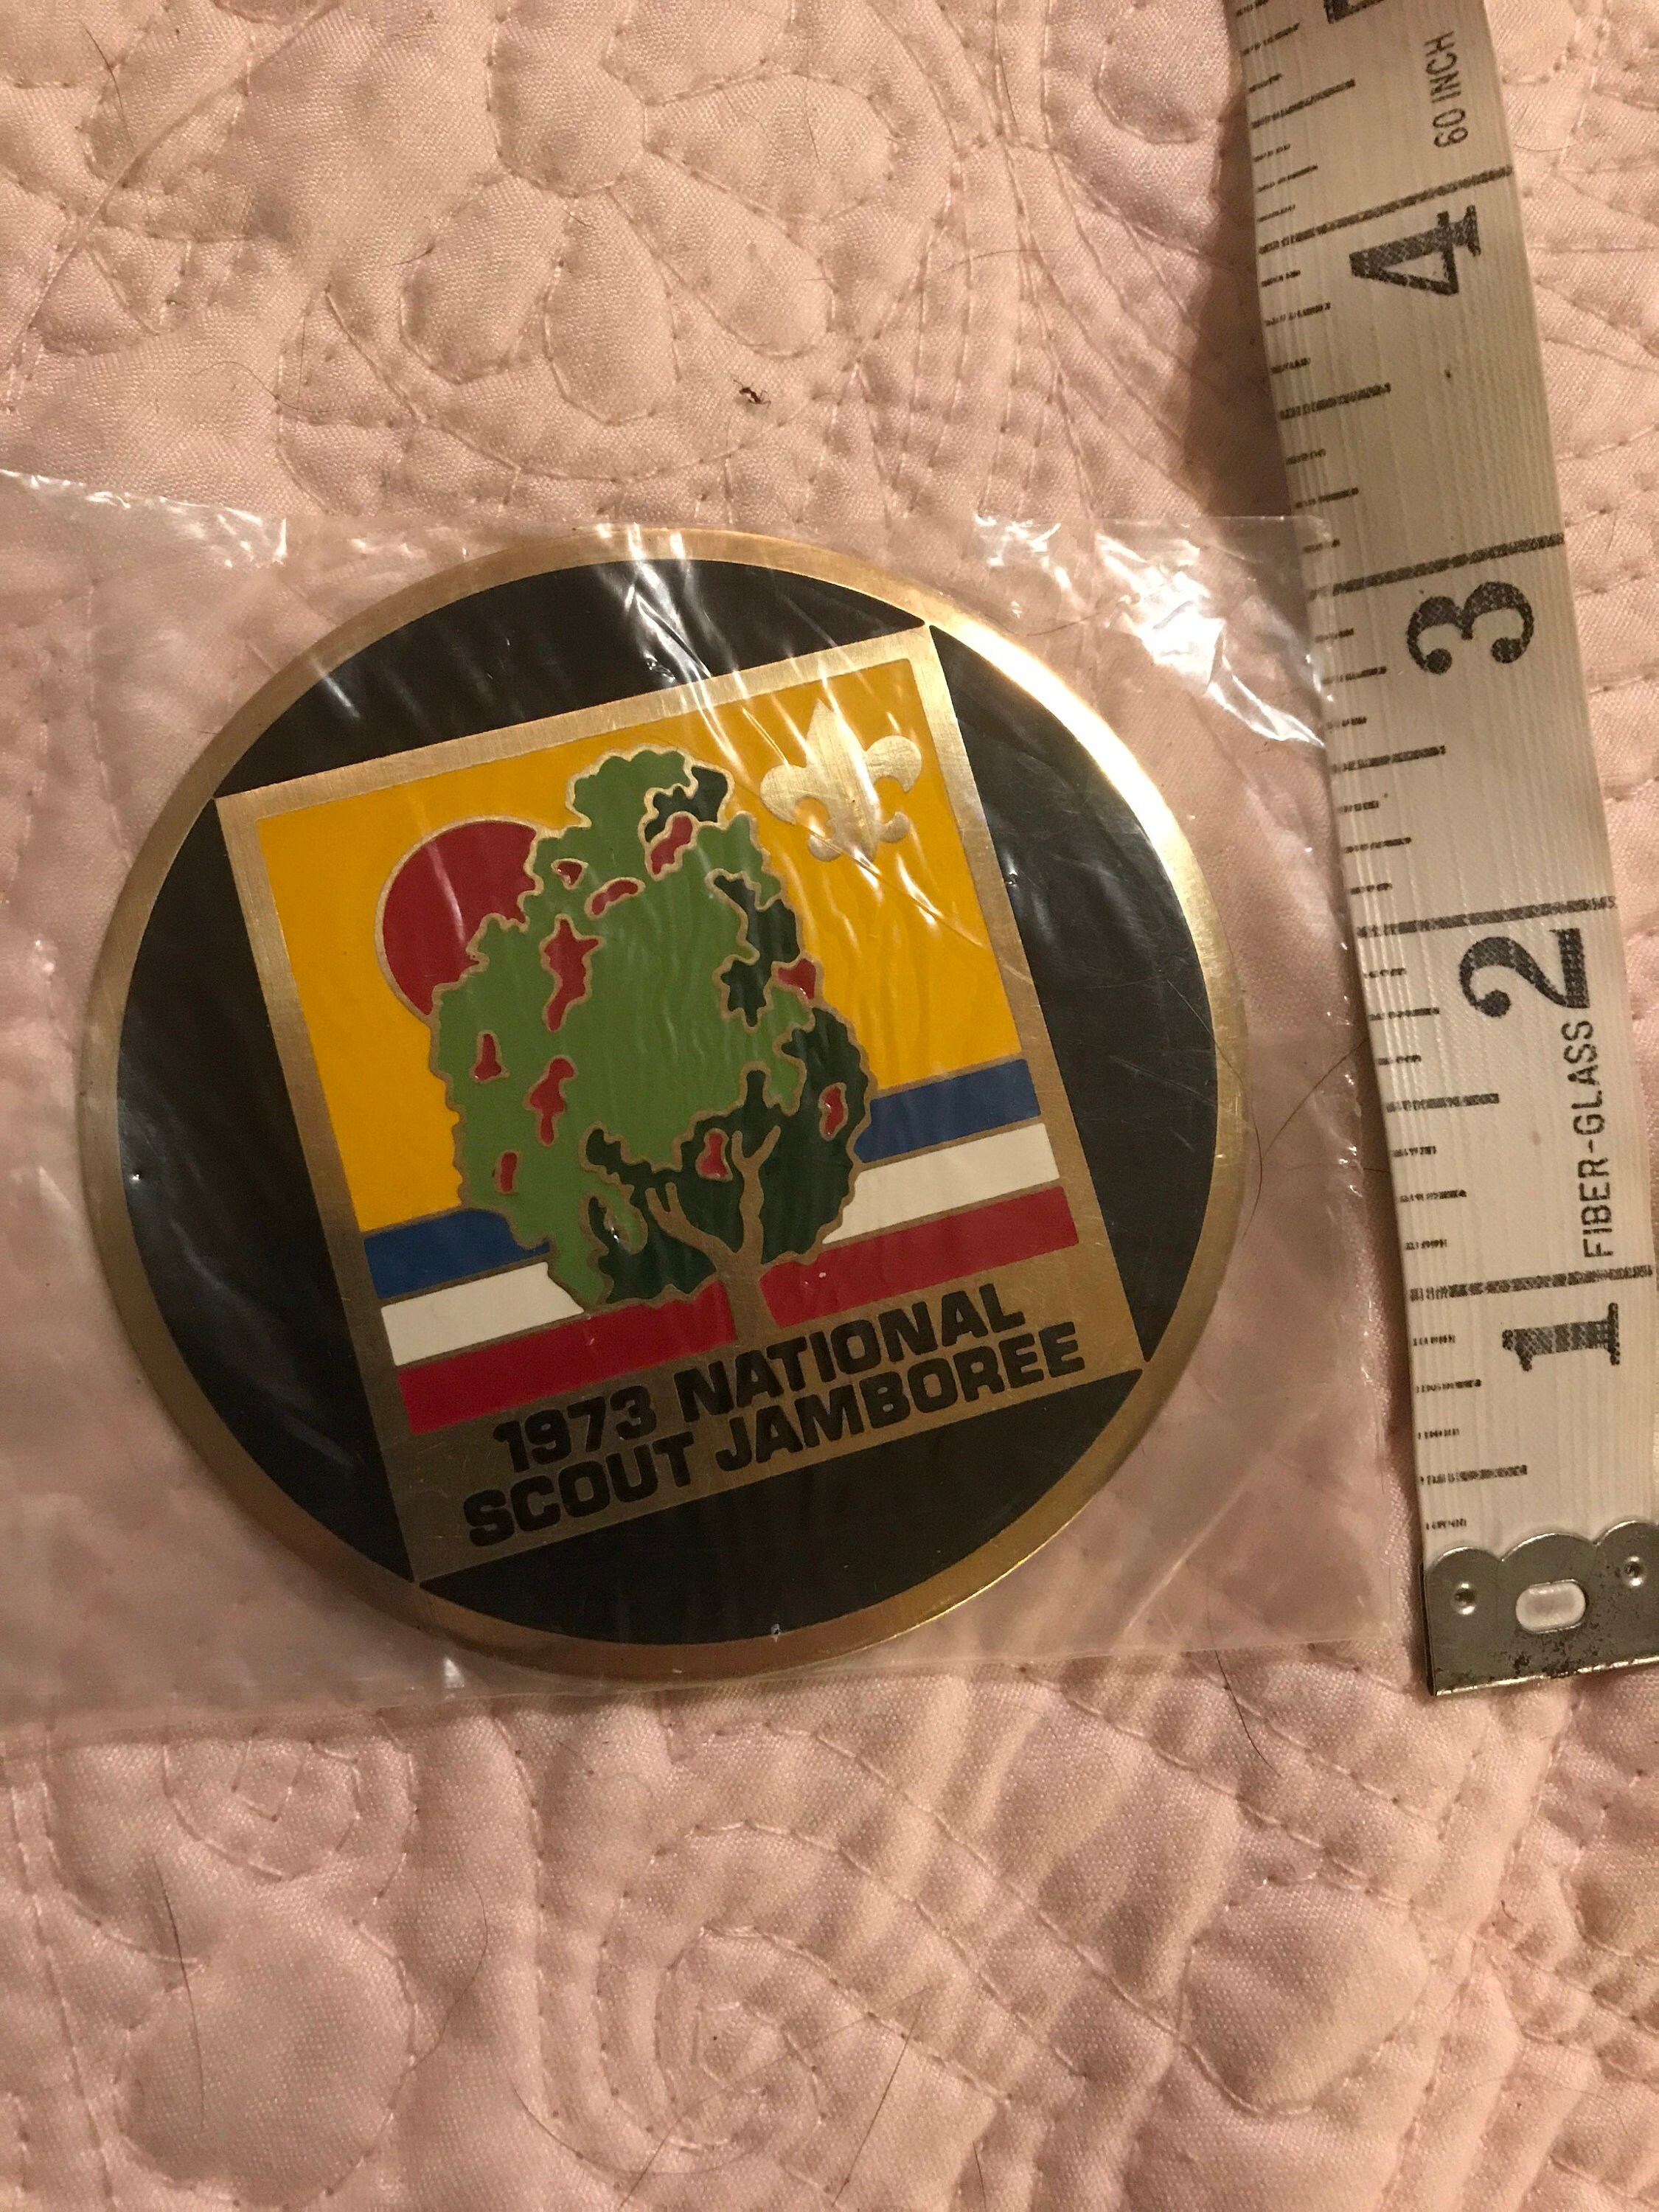 1973 NATIONAL
SCOUT JAMBOREE
60 INCH
4
3
2
FIBER-GLASS
1